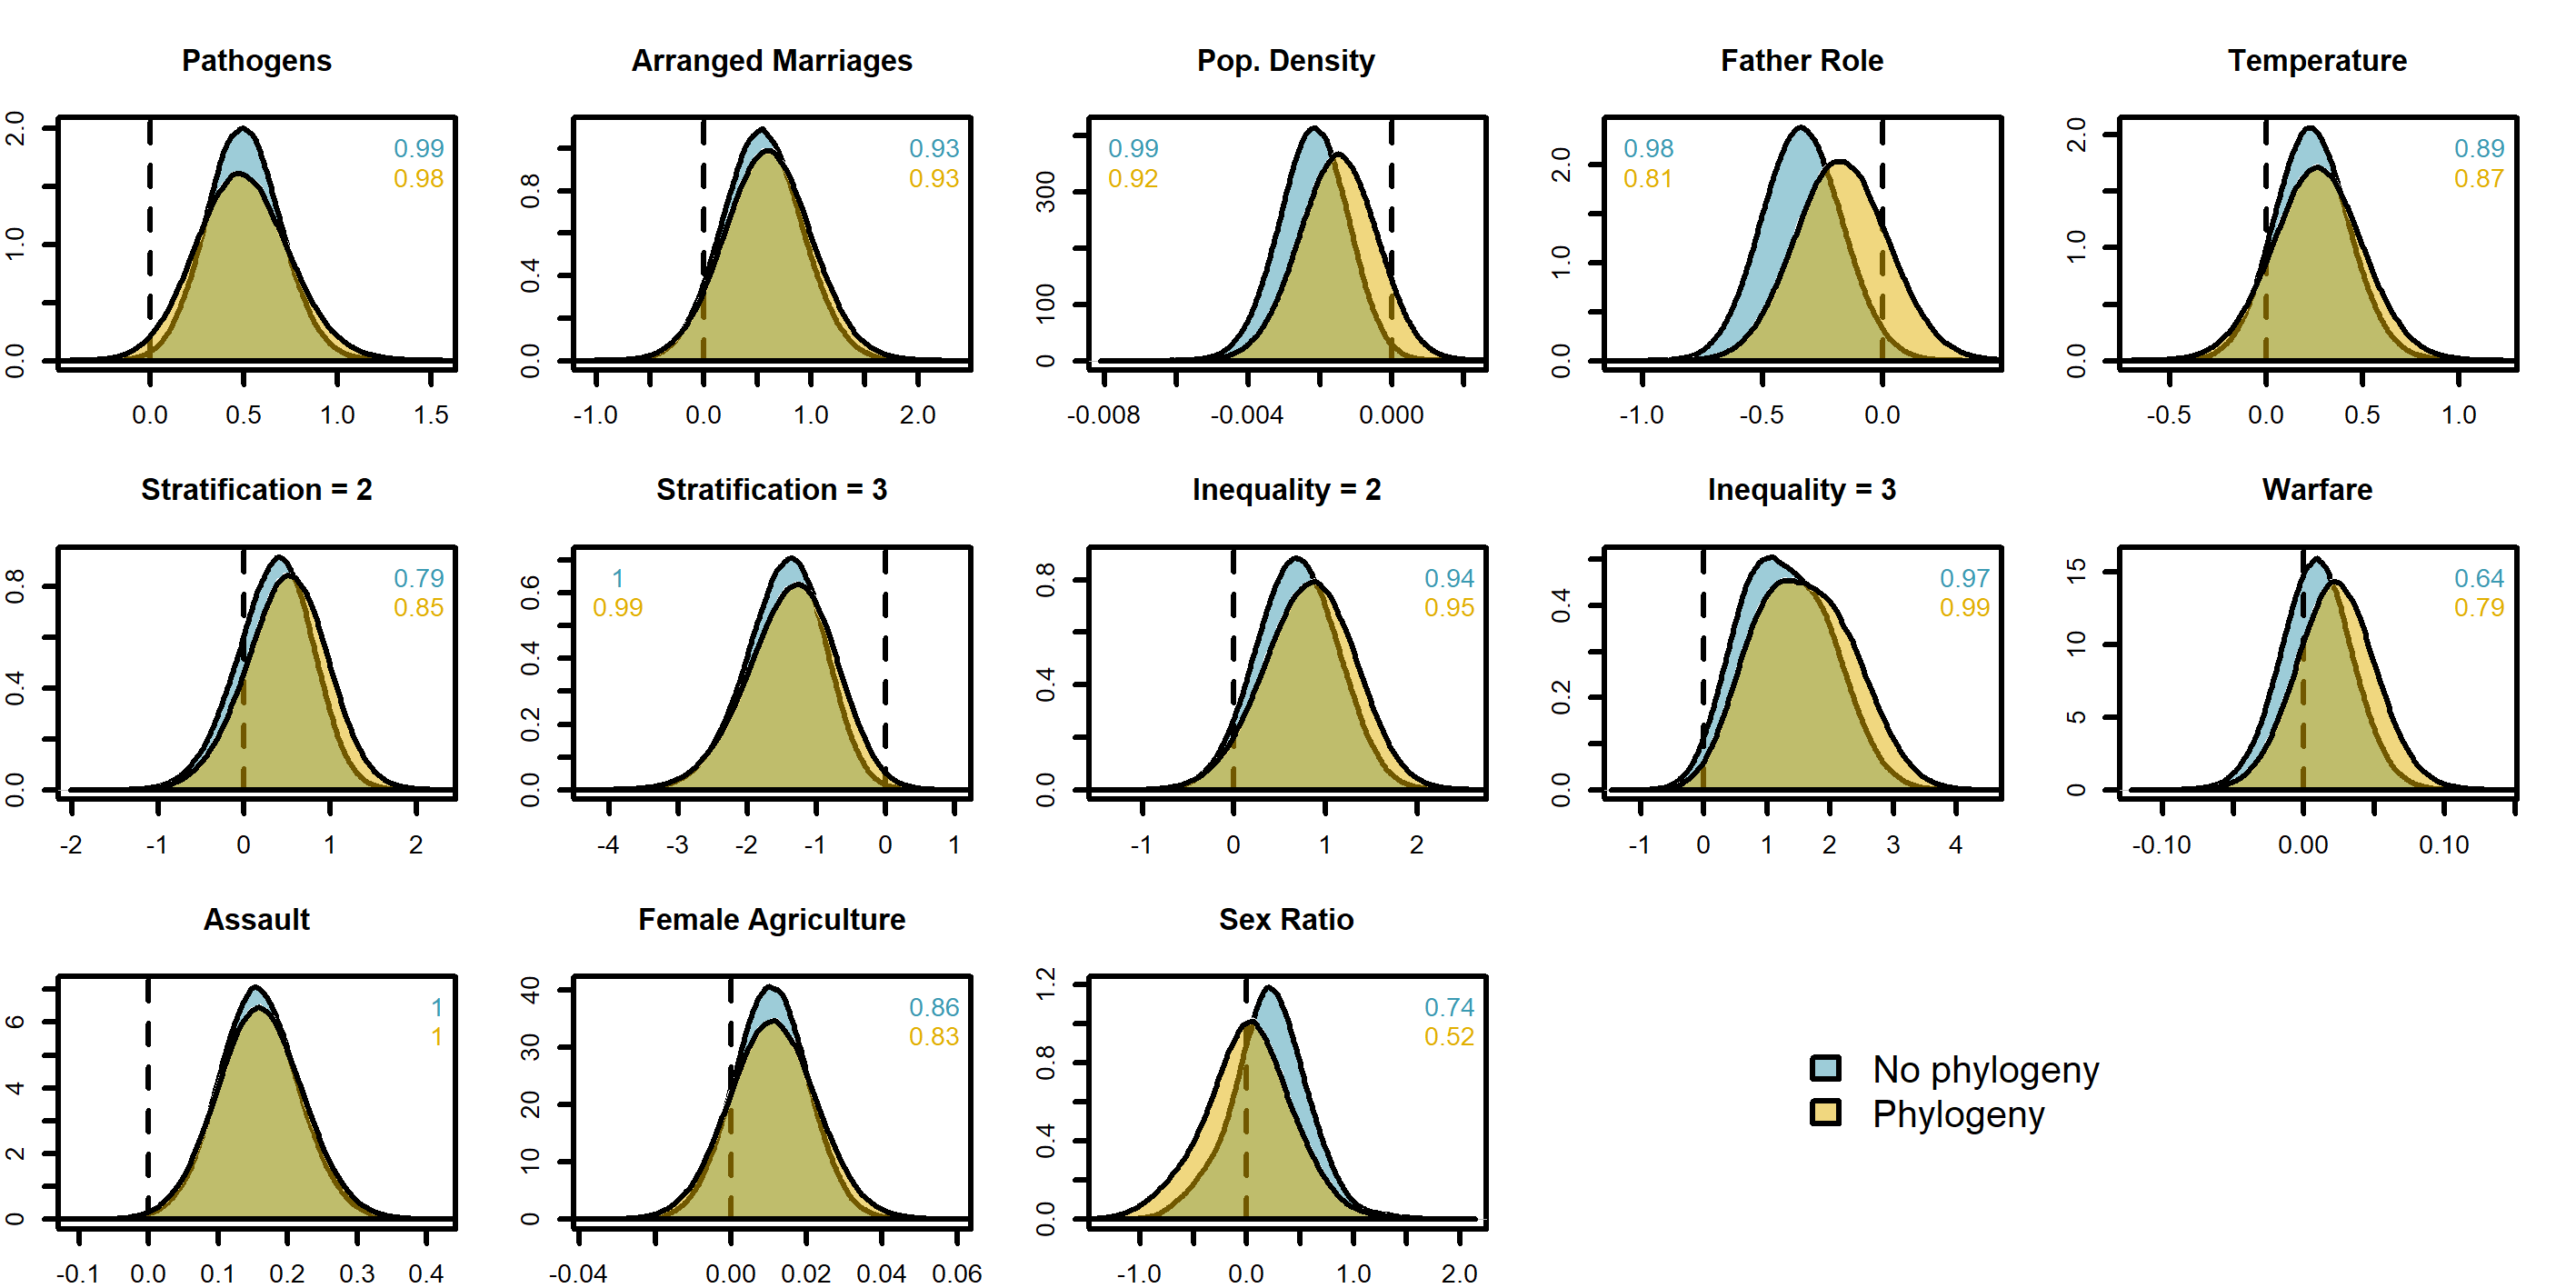 Pathogens
2.0
1.0
0.0
0.99
0.98
0.0 0.5 1.0 1.5
Arranged Marriages
0.8
0.4
0.0
0.93
0.93
-1.0 0.0 1.0 2.0
Pop. Density
300
100
0
0.99
0.92
-0.008 -0.004 0.000
Father Role
2.0
1.0
0.0
0.98
0.81
-1.0 -0.5 0.0
Temperature
2.0
1.0
0.0
0.89
0.87
-0.5 0.0 0.5 1.0
Stratification = 2
0.8
0.4
0.0
0.79
0.85
-2 -1 0 1 2
Stratification = 3
0.6
0.4
0.2
0.0
1
0.99
-4 -3 -2 -1 0 1
Inequality = 2
0.8
0.4
0.0
0.94
0.95
-1 0 1 2
Inequality = 3
0.4
0.2
0.0
0.97
0.99
-1 0 1 2 3 4
Warfare
15
10
5
0
0.64
0.79
-0.10 0.00 0.10
Assault
6
4
2
0
1
1
-0.1 0.0 0.1 0.2 0.3 0.4
Female Agriculture
40
30
20
10
0
0.86
0.83
-0.04 0.00 0.02 0.04 0.06
Sex Ratio
1.2
0.8
0.4
0.0
0.74
0.52
-1.0 0.0 1.0 2.0
No phylogeny
Phylogeny